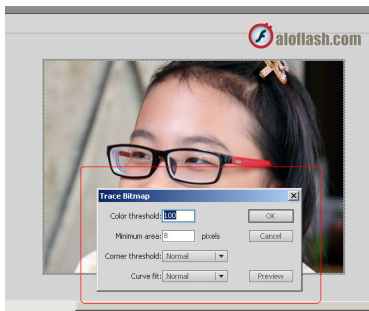 aloflash.com
Trace Bitmap
Color threshold: 100
OK
Minimum area: 8 pixels
Cancel
Corner threshold: Normal
Curve fit: Normal
Preview